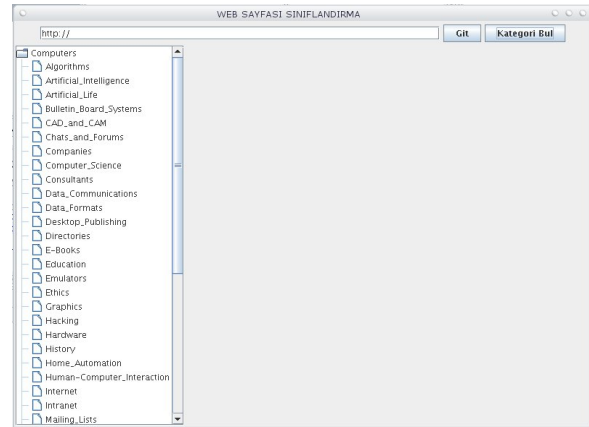 WEB SAYFASI SINIFLANDIRMA
http:// Git Kategori Bul
Computers
Algorithms
Artificial_Intelligence
Artificial_Life
Bulletin_Board_Systems
CAD_and_CAM
Chats_and_Forums
Companies
Computer_Science
Consultants
Data_Communications
Data_Formats
Desktop_Publishing
Directories
E-Books
Education
Emulators
Ethics
Graphics
Hacking
Hardware
History
Home_Automation
Human-Computer_Interaction
Internet
Intranet
Mailing_Lists